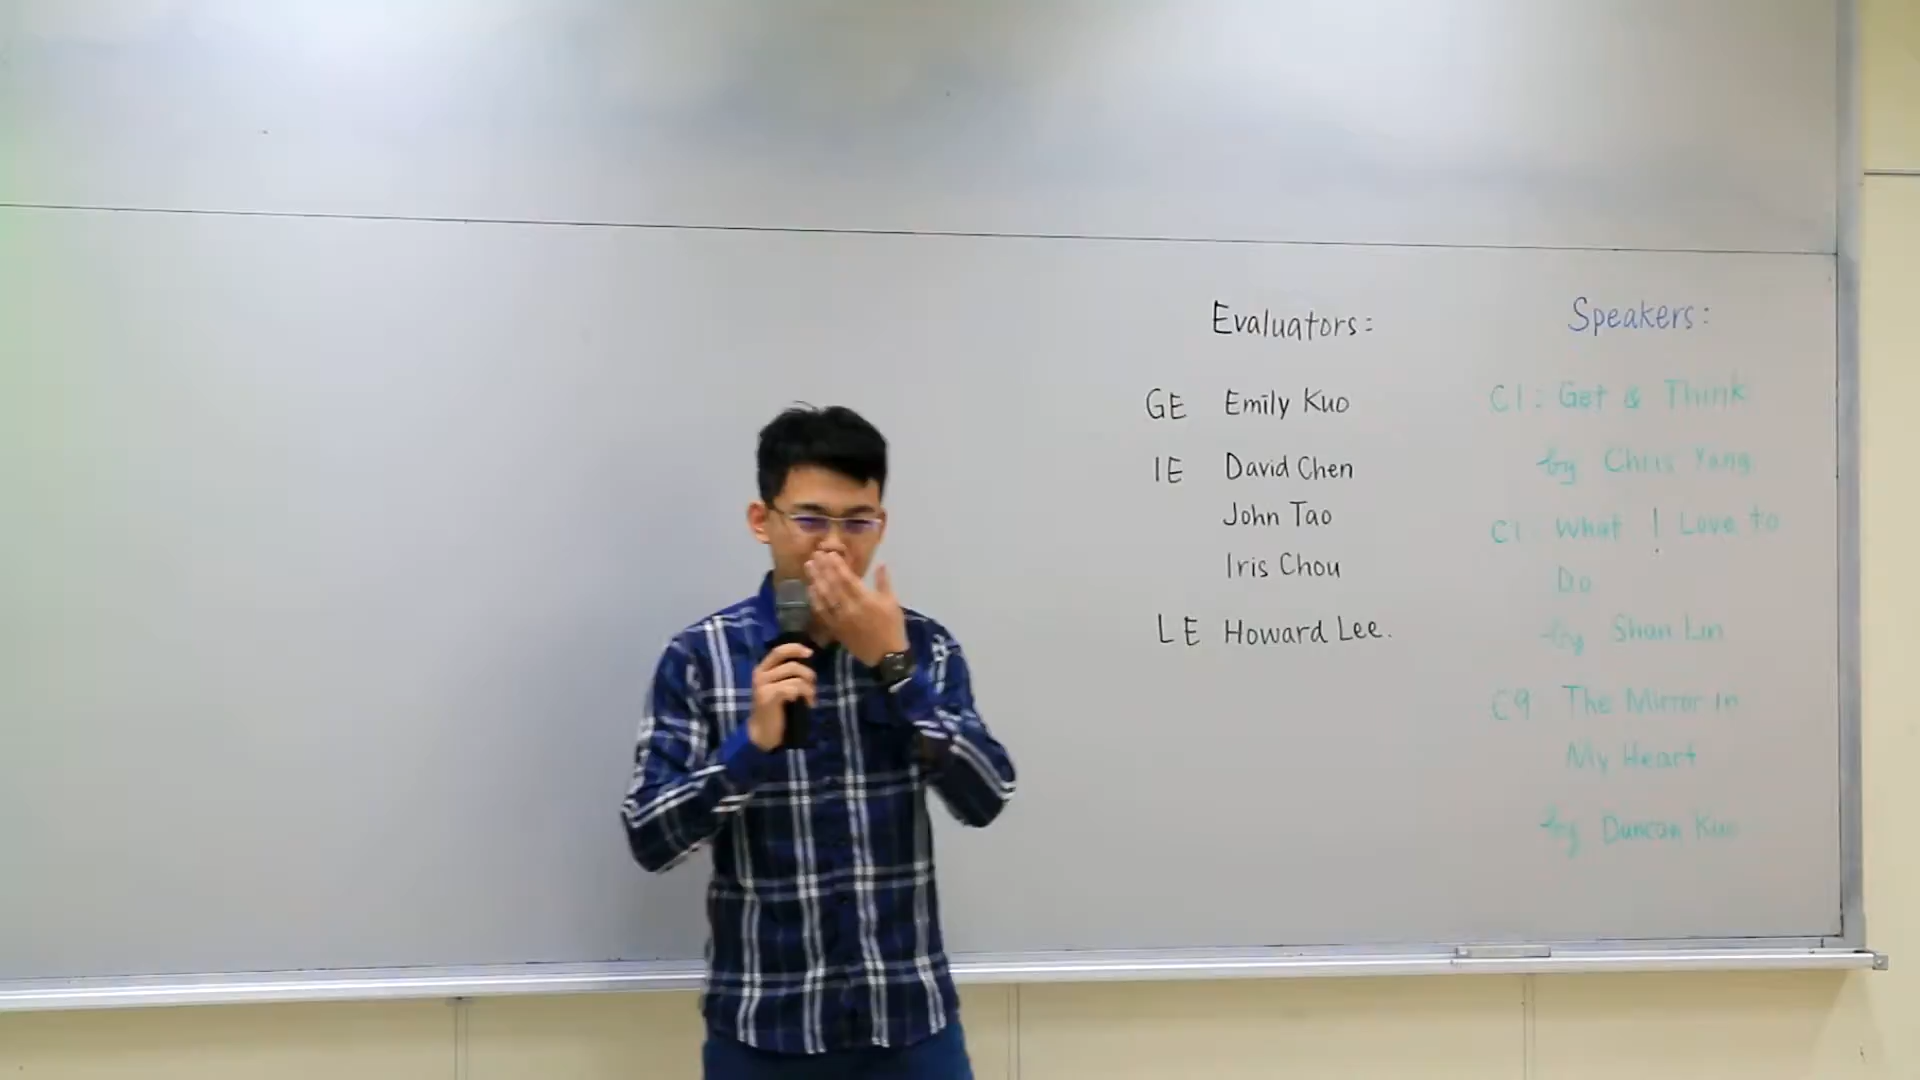 Evaluators:
GE Emily Kuo
IE David Chen
John Tao
Iris Chou
LE Howard Lee.
Speakers:
C1: Get & Think
by Chris Yang
C1: What I Love to
Do
by Shan Lin
C9: The Mirror in
My Heart
by Duncan Kuo